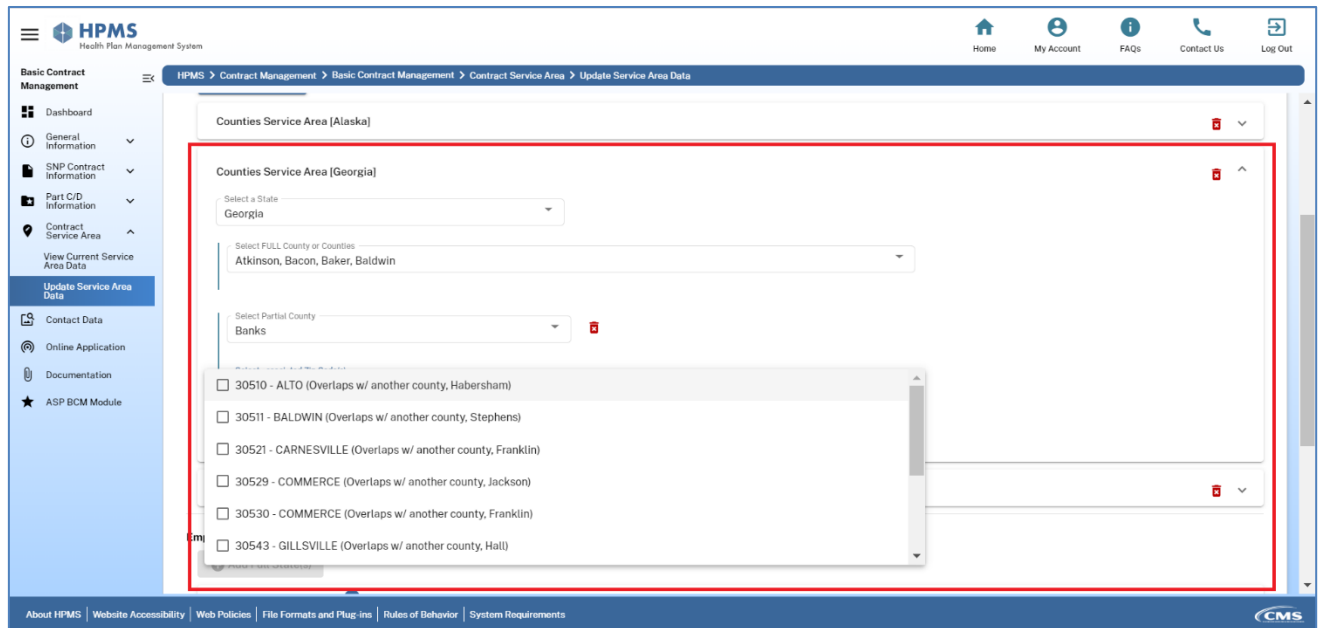 HPMS
Health Plan Management System
Home
My Account
FAQs
Contact Us
Log Out
Basic Contract
Management
HPMS > Contract Management > Basic Contract Management > Contract Service Area > Update Service Area Data
Dashboard
General
Information
SNP Contract
Information
Part C/D
Information
Contract
Service Area
View Current Service
Area Data
Update Service Area
Data
Contact Data
Online Application
Documentation
ASP BCM Module
Counties Service Area [Alaska]
Counties Service Area [Georgia]
Select a State
Georgia
Select FULL County or Counties
Atkinson, Bacon, Baker, Baldwin
Select Partial County
Banks
30510 - ALTO (Overlaps w/ another county, Habersham)
30511 - BALDWIN (Overlaps w/ another county, Stephens)
30521 - CARNESVILLE (Overlaps w/ another county, Franklin)
30529 - COMMERCE (Overlaps w/ another county, Jackson)
30530 - COMMERCE (Overlaps w/ another county, Franklin)
30543 - GILLSVILLE (Overlaps w/ another county, Hall)
Em
Add Full State(s)
About HPMS | Website Accessibility | Web Policies | File Formats and Plug-ins | Rules of Behavior | System Requirements
CMS